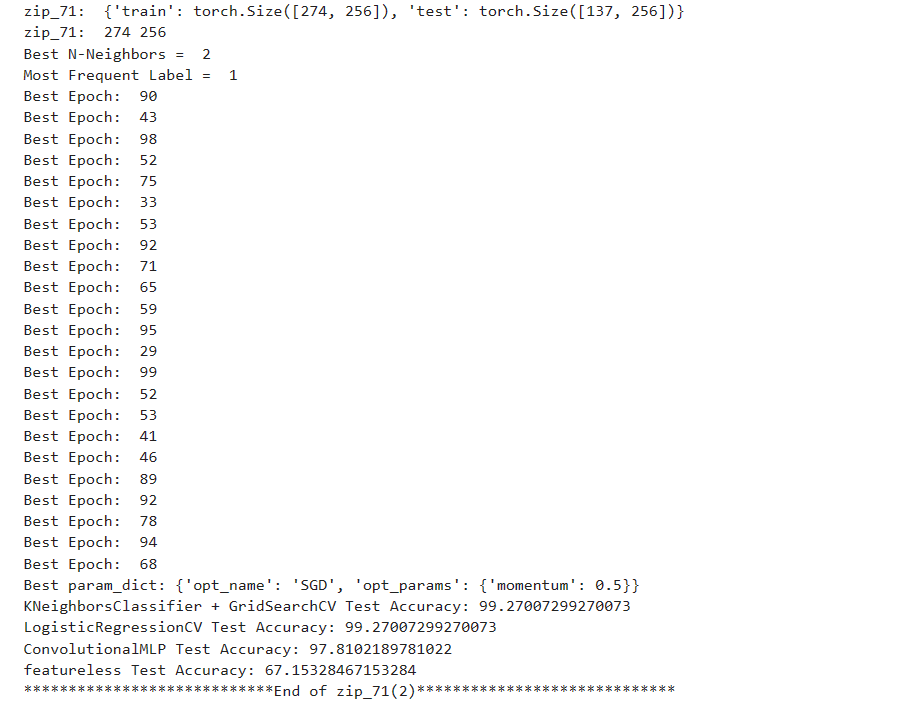 zip_71:  {'train': torch.Size([274, 256]), 'test': torch.Size([137, 256])}
zip_71:  274 256
Best N-Neighbors =  2
Most Frequent Label =  1
Best Epoch:  90
Best Epoch:  43
Best Epoch:  98
Best Epoch:  52
Best Epoch:  75
Best Epoch:  33
Best Epoch:  53
Best Epoch:  92
Best Epoch:  71
Best Epoch:  65
Best Epoch:  59
Best Epoch:  95
Best Epoch:  29
Best Epoch:  99
Best Epoch:  52
Best Epoch:  53
Best Epoch:  41
Best Epoch:  46
Best Epoch:  89
Best Epoch:  92
Best Epoch:  78
Best Epoch:  94
Best Epoch:  68
Best param_dict: {'opt_name': 'SGD', 'opt_params': {'momentum': 0.5}}
KNeighborsClassifier + GridSearchCV Test Accuracy: 99.27007299270073
LogisticRegressionCV Test Accuracy: 99.27007299270073
ConvolutionalMLP Test Accuracy: 97.8102189781022
featureless Test Accuracy: 67.15328467153284
****************************End of zip_71(2)*****************************